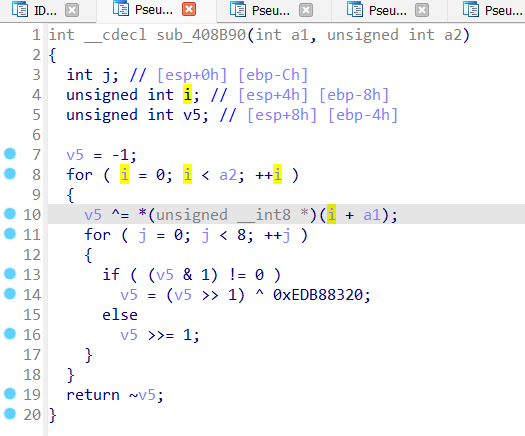 ID...
Pseu...
Pseu...
Pseu...
Pseu...
1 int __cdecl sub_408B90(int a1, unsigned int a2)
2 {
3   int j; // [esp+0h] [ebp-Ch]
4   unsigned int i; // [esp+4h] [ebp-8h]
5   unsigned int v5; // [esp+8h] [ebp-4h]
6
7   v5 = -1;
8   for ( i = 0; i < a2; ++i )
9   {
10     v5 ^= *(unsigned __int8 *)(i + a1);
11     for ( j = 0; j < 8; ++j )
12     {
13       if ( (v5 & 1) != 0 )
14         v5 = (v5 >> 1) ^ 0xEDB88320;
15       else
16         v5 >>= 1;
17     }
18   }
19   return ~v5;
20 }